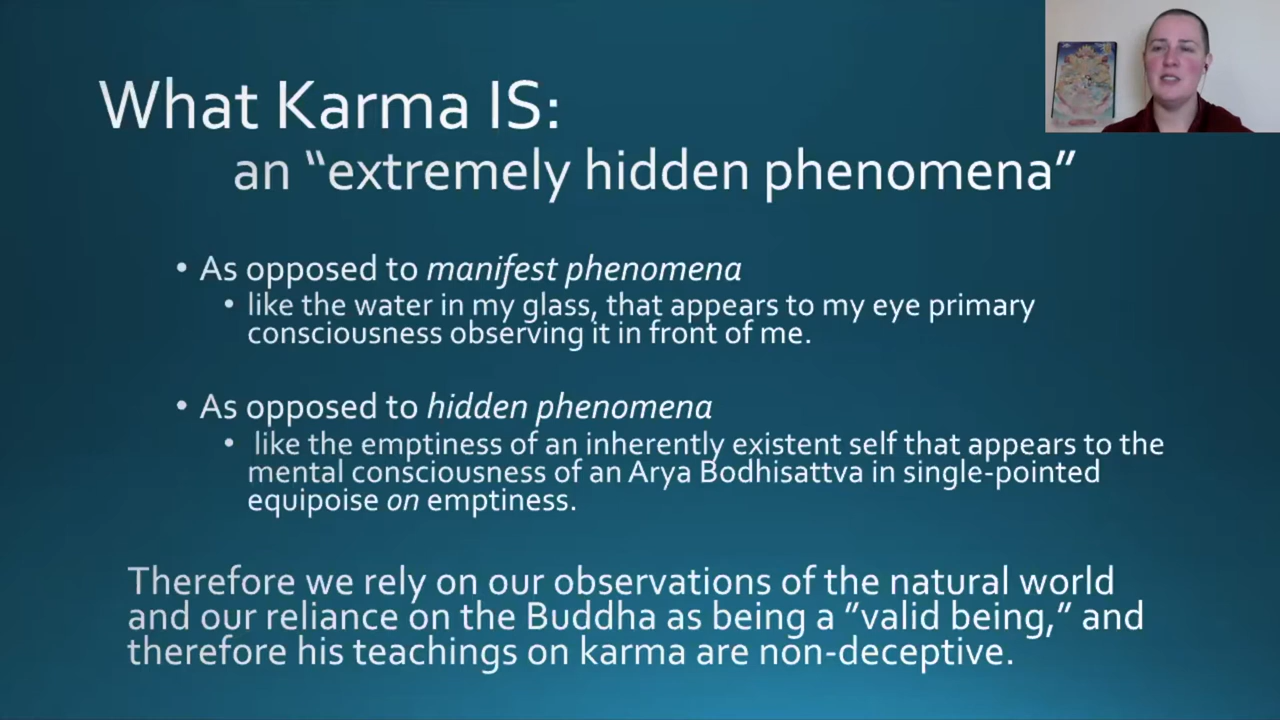 What Karma IS:
an “extremely hidden phenomena”
• As opposed to manifest phenomena
• like the water in my glass, that appears to my eye primary
consciousness observing it in front of me.
• As opposed to hidden phenomena
• like the emptiness of an inherently existent self that appears to the
mental consciousness of an Arya Bodhisattva in single-pointed
equipoise on emptiness.
Therefore we rely on our observations of the natural world
and our reliance on the Buddha as being a ”valid being,” and
therefore his teachings on karma are non-deceptive.